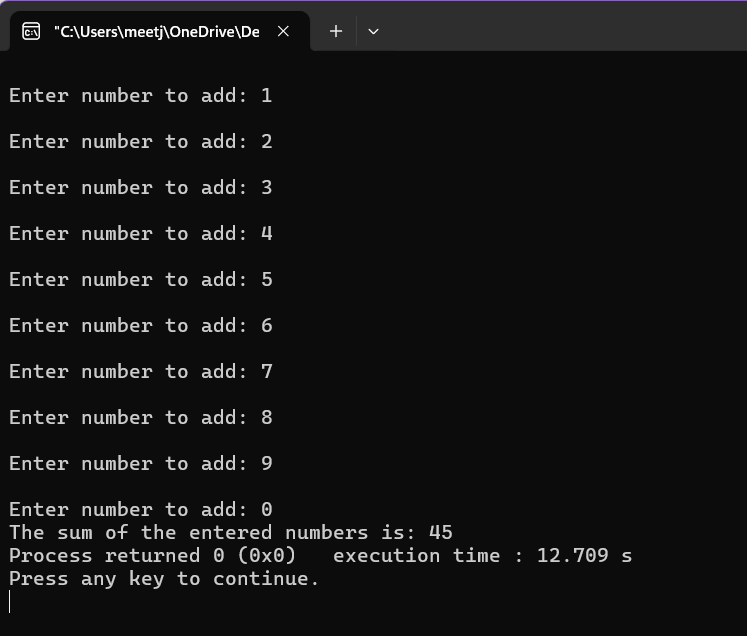 "C:\Users\meetj\OneDrive\De
Enter number to add: 1
Enter number to add: 2
Enter number to add: 3
Enter number to add: 4
Enter number to add: 5
Enter number to add: 6
Enter number to add: 7
Enter number to add: 8
Enter number to add: 9
Enter number to add: 0
The sum of the entered numbers is: 45
Process returned 0 (0x0)   execution time : 12.709 s
Press any key to continue.